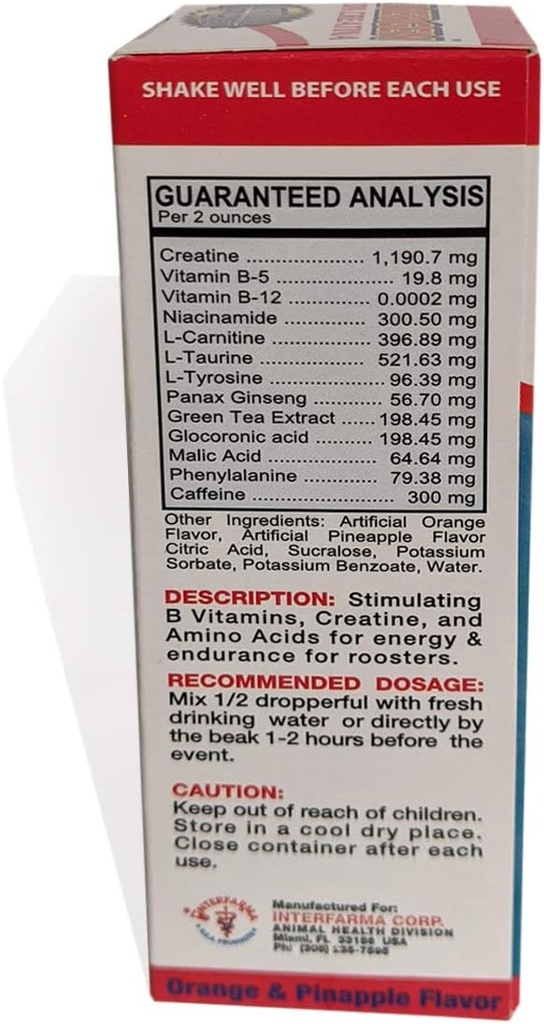 SHAKE WELL BEFORE EACH USE
GUARANTEED ANALYSIS
Per 2 ounces
Creatine .................... 1,190.7 mg
Vitamin B-5 .................... 19.8 mg
Vitamin B-12 .............. 0.0002 mg
Niacinamide .............. 300.50 mg
L-Carnitine .................. 396.89 mg
L-Taurine .................... 521.63 mg
L-Tyrosine .................... 96.39 mg
Panax Ginseng ............ 56.70 mg
Green Tea Extract ...... 198.45 mg
Glocoronic acid .......... 198.45 mg
Malic Acid .................... 64.64 mg
Phenylalanine .............. 79.38 mg
Caffeine ......................... 300 mg
Other Ingredients: Artificial Orange
Flavor, Artificial Pineapple Flavor
Citric Acid, Sucralose, Potassium
Sorbate, Potassium Benzoate, Water.
DESCRIPTION: Stimulating
B Vitamins, Creatine, and
Amino Acids for energy &
endurance for roosters.
RECOMMENDED DOSAGE:
Mix 1/2 dropperful with fresh
drinking water or directly by
the beak 1-2 hours before the
event.
CAUTION:
Keep out of reach of children.
Store in a cool dry place.
Close container after each
use.
INTERFARMA
Manufactured For:
INTERFARMA CORP.
ANIMAL HEALTH DIVISION
Miami, FL 33186 USA
Ph:
Orange & Pinapple Flavor